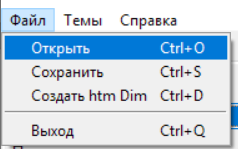 Файл Темы Справка
Открыть Ctrl+O
Сохранить Ctrl+S
Создать htm Dim Ctrl+D
Выход Ctrl+Q